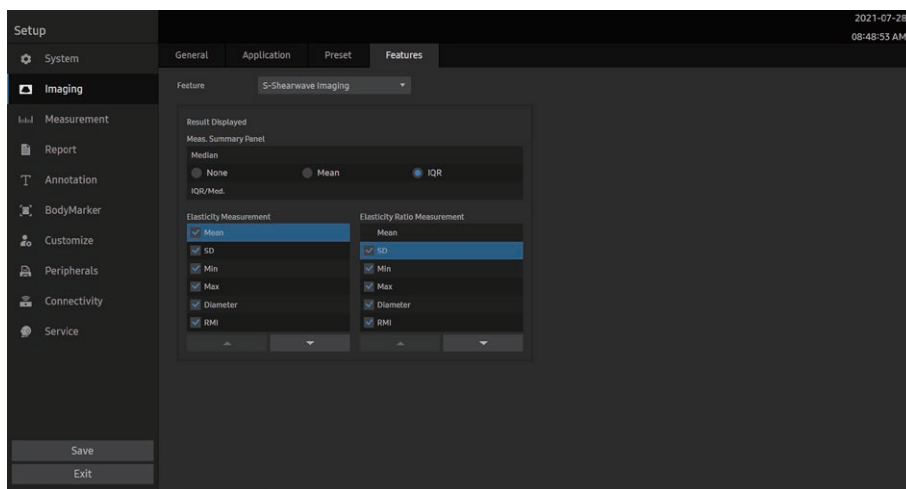 2021-07-28
Setup
08:48:53 AM
System
General Application Preset Features
Imaging
Feature S-Shearwave Imaging
Measurement
Result Displayed
Meas. Summary Panel
Report
Median
None Mean IQR
Annotation
IQR/Med.
BodyMarker
Elasticity Measurement Elasticity Ratio Measurement
Mean Mean
Customize
SD SD
Min Min
Peripherals
Max Max
Connectivity
Diameter Diameter
RMI RMI
Service
Save
Exit